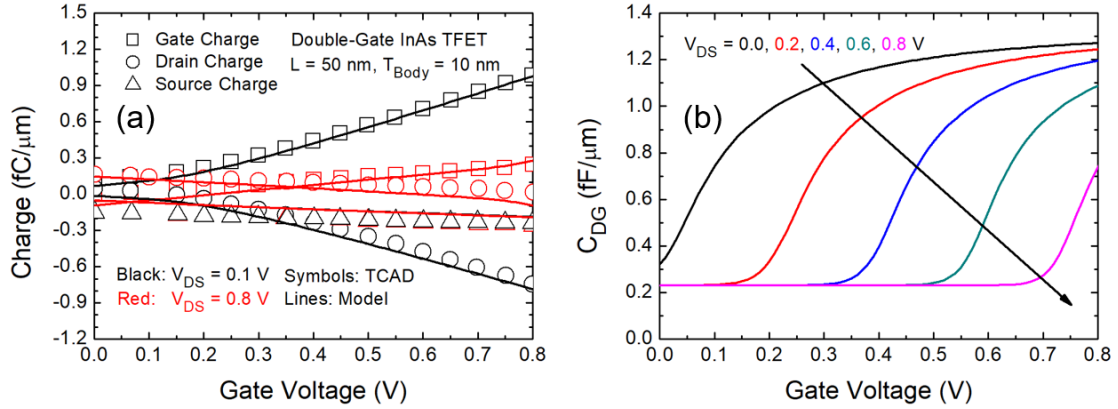 1.5
1.2
0.9
0.6
0.3
0.0
-0.3
-0.6
-0.9
-1.2
Charge (fC/μm)
Gate Charge
Drain Charge
Source Charge
Double-Gate InAs TFET
L = 50 nm, T_Body = 10 nm
(a)
Black: V_DS = 0.1 V
Red: V_DS = 0.8 V
Symbols: TCAD
Lines: Model
0.0 0.1 0.2 0.3 0.4 0.5 0.6 0.7 0.8
Gate Voltage (V)
1.4
1.2
1.0
0.8
0.6
0.4
0.2
0.0
C_DG (fF/μm)
V_DS = 0.0, 0.2, 0.4, 0.6, 0.8 V
(b)
0.0 0.1 0.2 0.3 0.4 0.5 0.6 0.7 0.8
Gate Voltage (V)